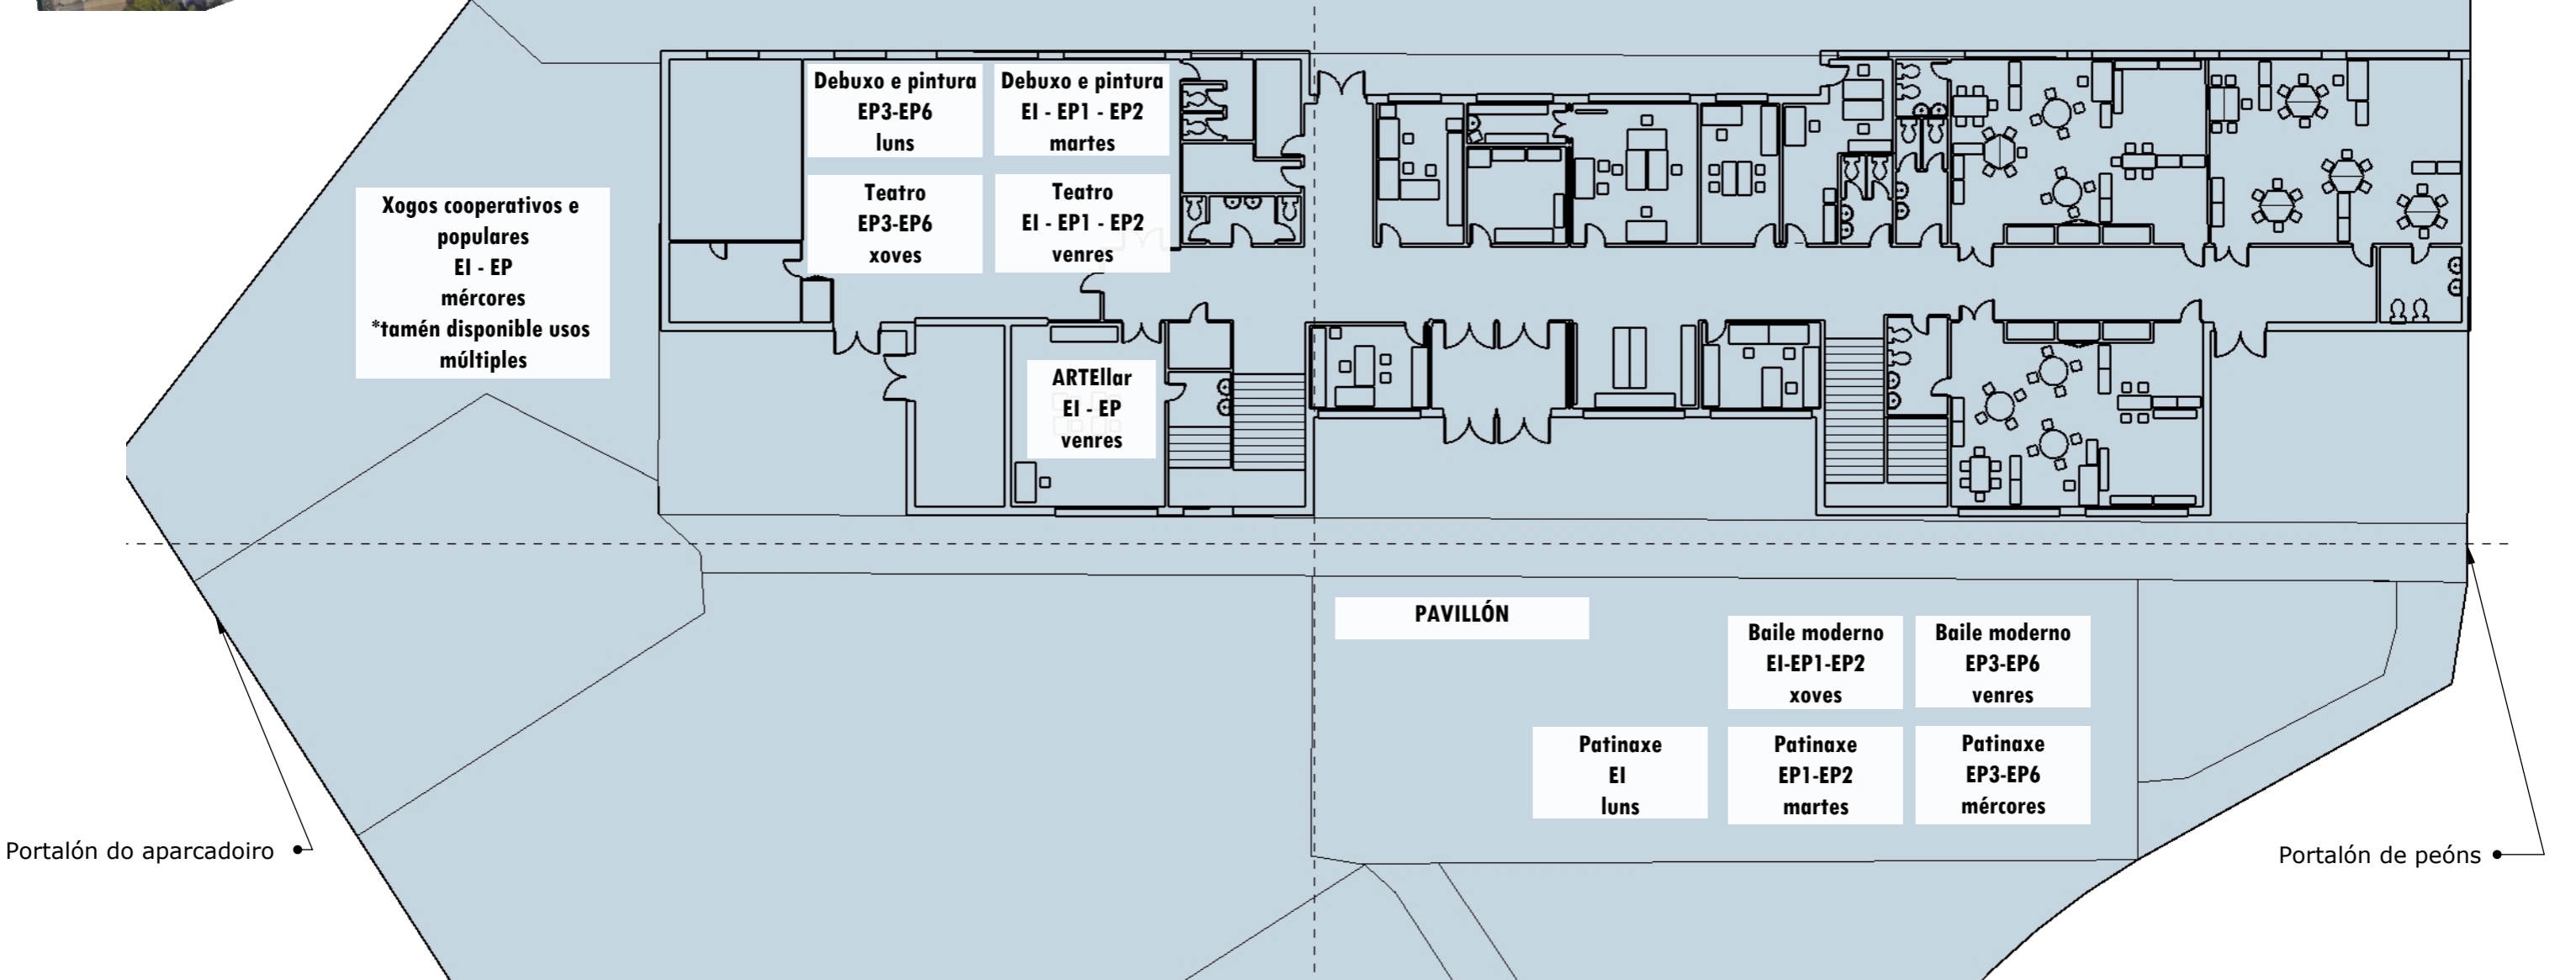 Debuxo e pintura
EP3-EP6
luns
Debuxo e pintura
EI - EP1 - EP2
martes
Teatro
EP3-EP6
xoves
Teatro
EI - EP1 - EP2
venres
Xogos cooperativos e
populares
EI - EP
mércores
*tamén disponible usos
múltiples
ARTEllar
EI - EP
venres
PAVILLÓN
Baile moderno
EI-EP1-EP2
xoves
Baile moderno
EP3-EP6
venres
Patinaxe
EI
luns
Patinaxe
EP1-EP2
martes
Patinaxe
EP3-EP6
mércores
Portalón do aparcadoiro
Portalón de peóns